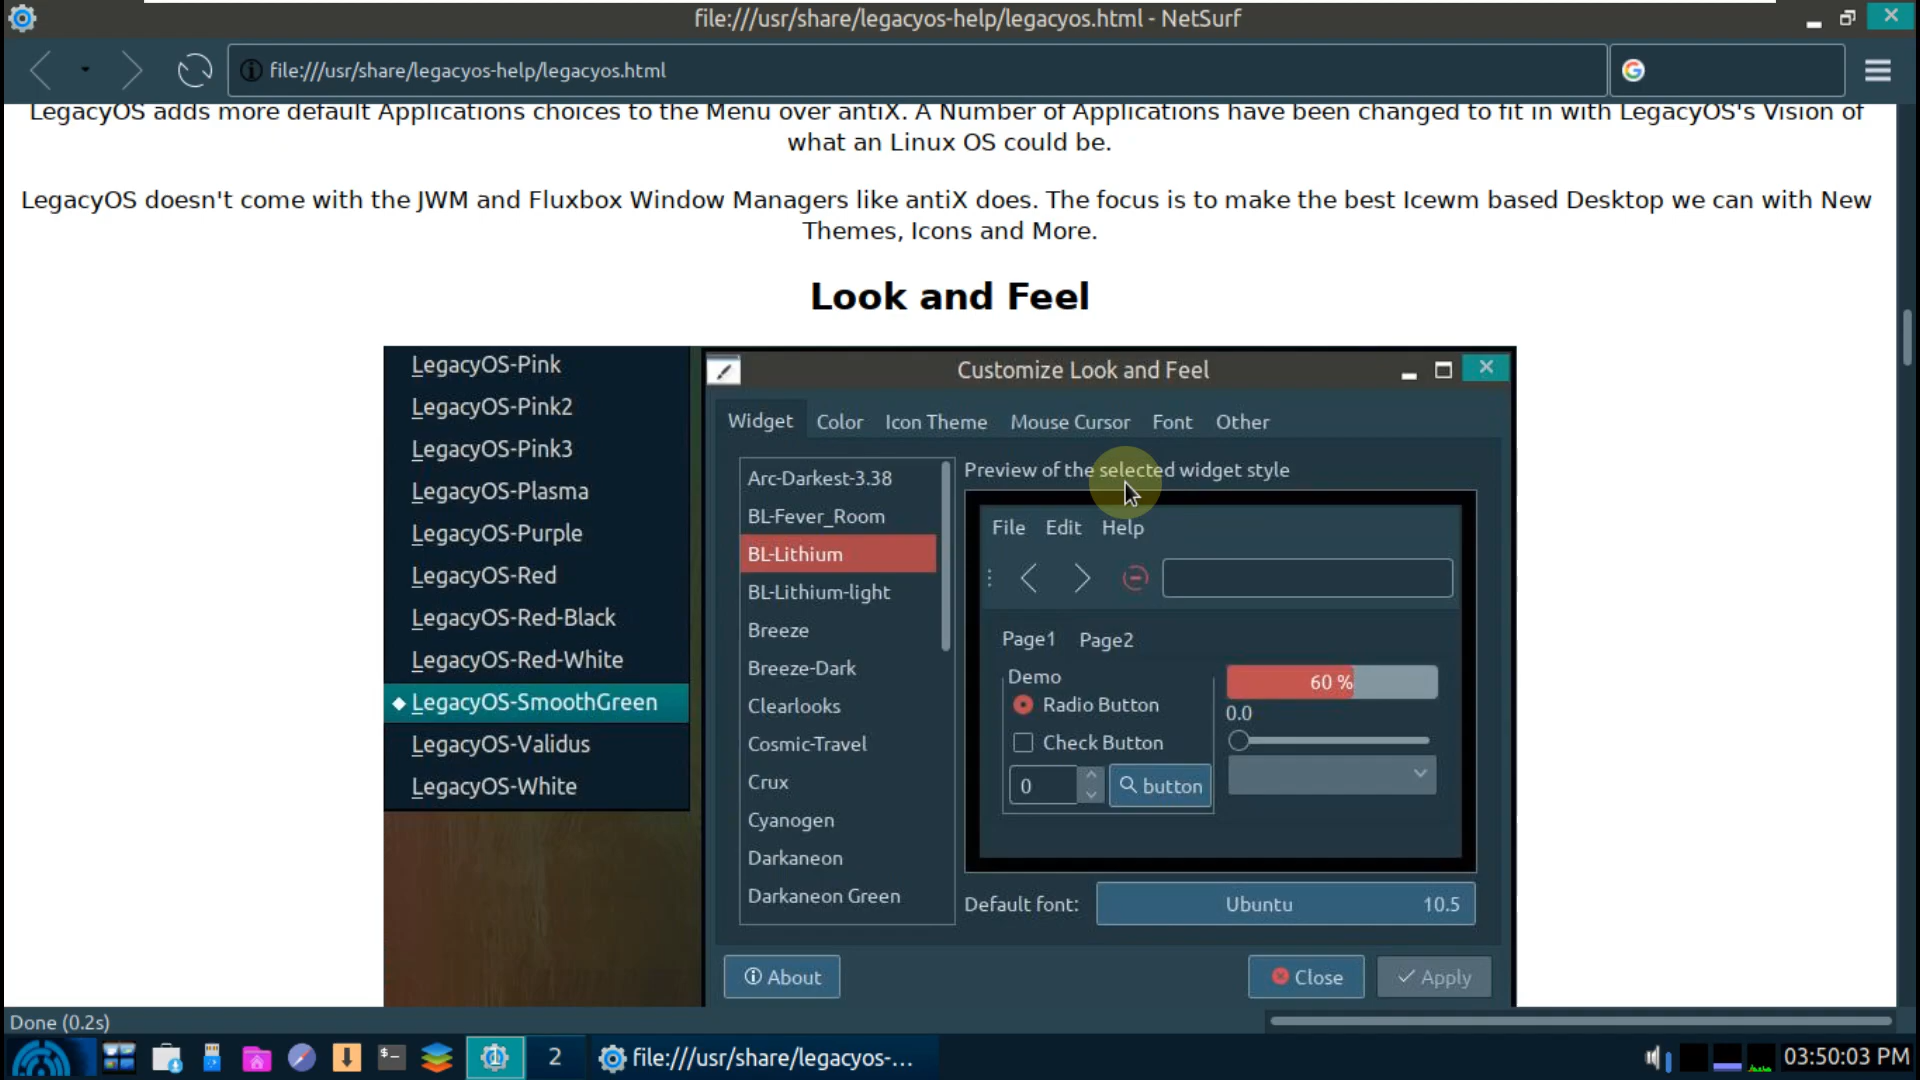 file:///usr/share/legacyos-help/legacyos.html - NetSurf
file:///usr/share/legacyos-help/legacyos.html
LegacyOS adds more default Applications choices to the Menu over antiX. A Number of Applications have been changed to fit in with LegacyOS's Vision of
what an Linux OS could be.
LegacyOS doesn't come with the JWM and Fluxbox Window Managers like antiX does. The focus is to make the best Icewm based Desktop we can with New
Themes, Icons and More.
Look and Feel
LegacyOS-Pink
LegacyOS-Pink2
LegacyOS-Pink3
LegacyOS-Plasma
LegacyOS-Purple
LegacyOS-Red
LegacyOS-Red-Black
LegacyOS-Red-White
LegacyOS-SmoothGreen
LegacyOS-Validus
LegacyOS-White
Customize Look and Feel
Widget Color Icon Theme Mouse Cursor Font Other
Arc-Darkest-3.38
BL-Fever_Room
BL-Lithium
BL-Lithium-light
Breeze
Breeze-Dark
Clearlooks
Cosmic-Travel
Crux
Cyanogen
Darkaneon
Darkaneon Green
Preview of the selected widget style
File Edit Help
Page1 Page2
Demo
Radio Button
Check Button
0 button
60 %
0.0
Default font: Ubuntu 10.5
About Close Apply
Done (0.2s)
2 file:///usr/share/legacyos-... 03:50:03 PM